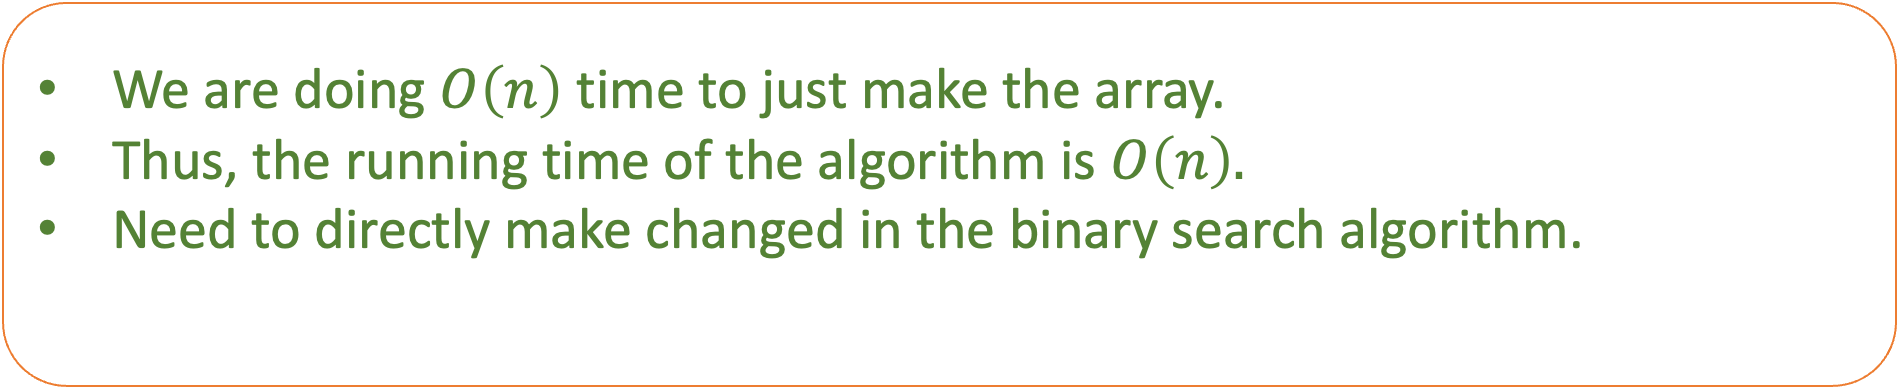 • We are doing O(n) time to just make the array.
• Thus, the running time of the algorithm is O(n).
• Need to directly make changed in the binary search algorithm.